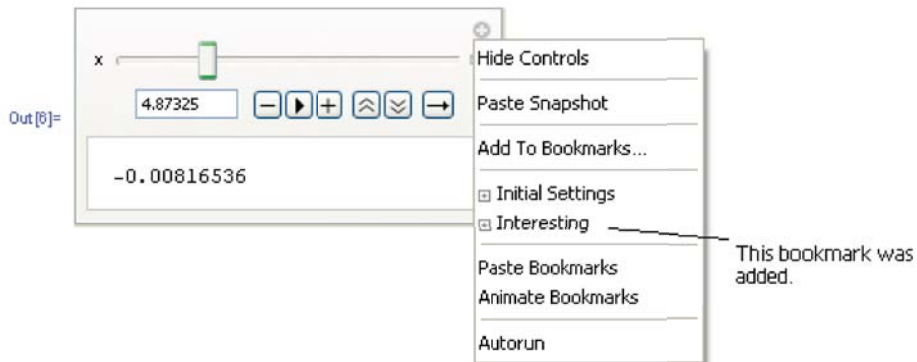 Out[6]=
x
4.87325
-0.00816536
Hide Controls
Paste Snapshot
Add To Bookmarks...
Initial Settings
Interesting
Paste Bookmarks
Animate Bookmarks
Autorun
This bookmark was
added.